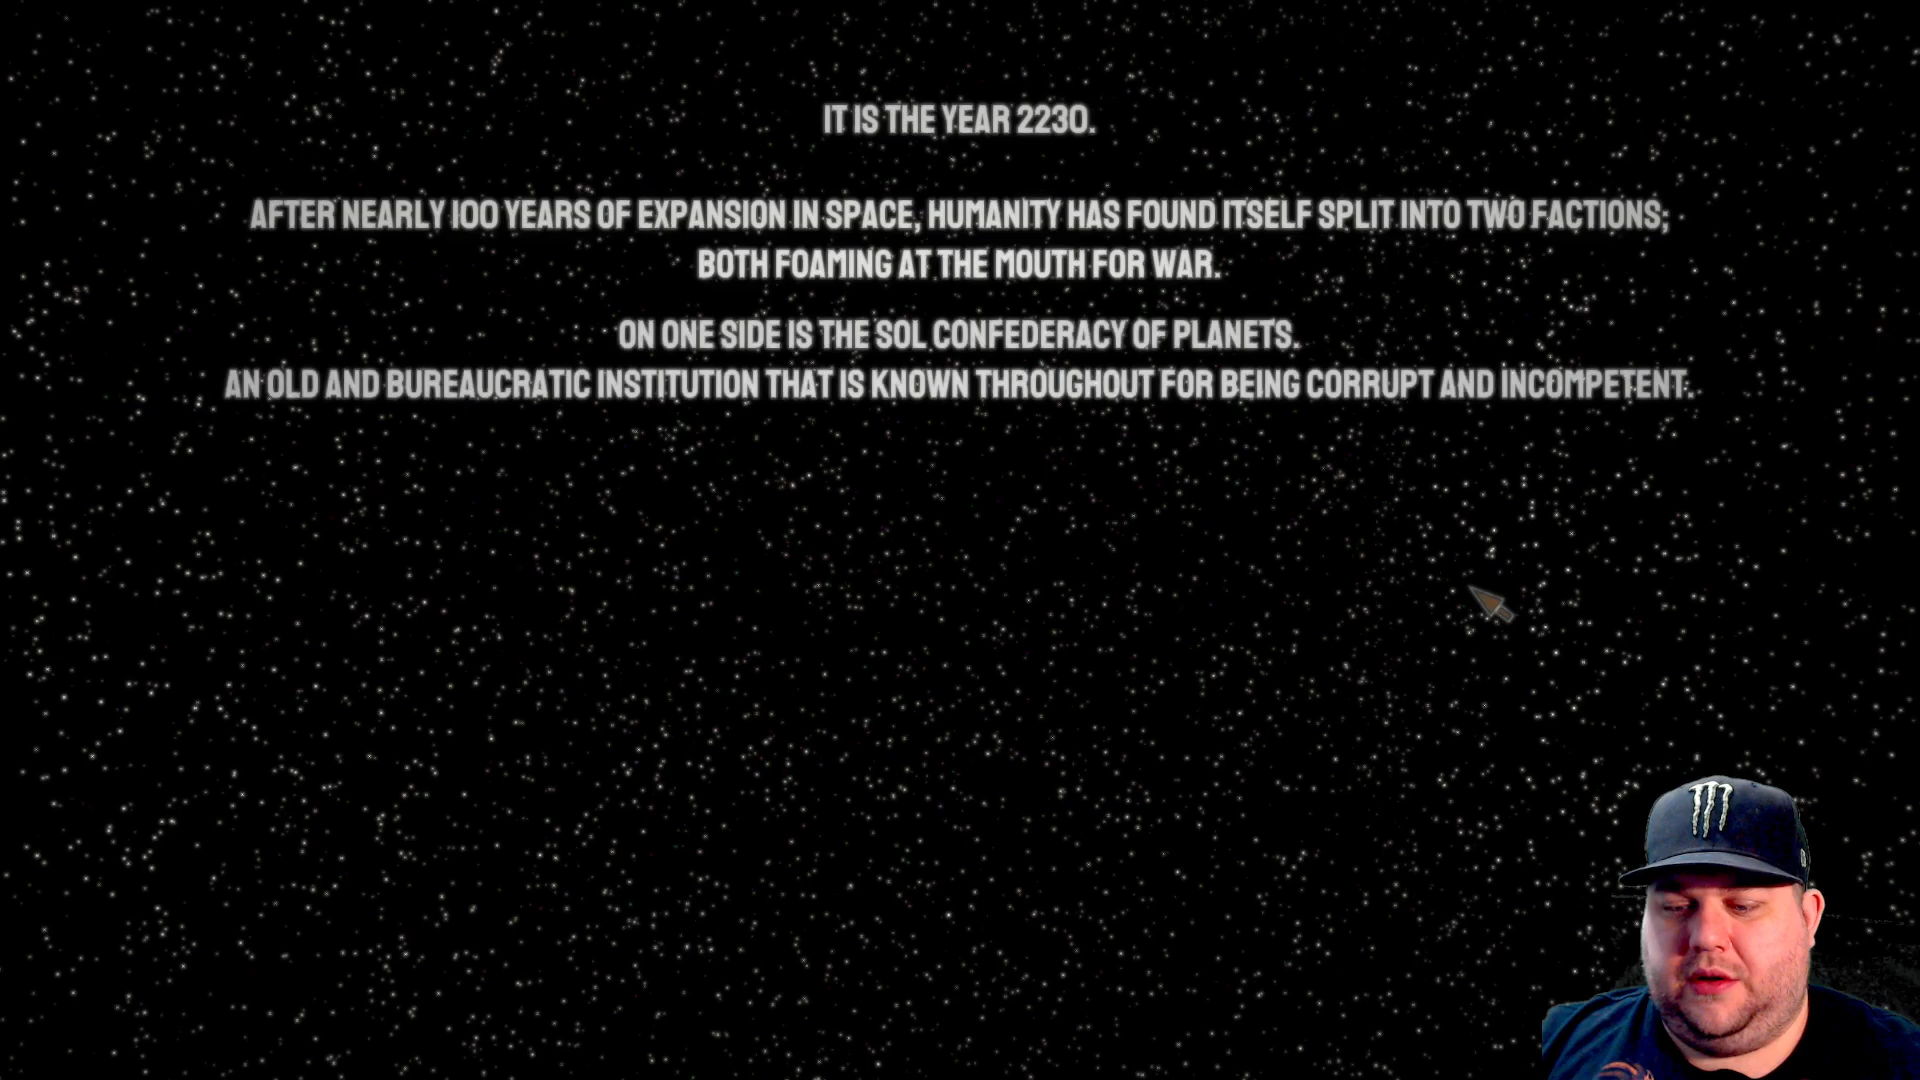 IT IS THE YEAR 2230.
AFTER NEARLY 100 YEARS OF EXPANSION IN SPACE, HUMANITY HAS FOUND ITSELF SPLIT INTO TWO FACTIONS;
BOTH FOAMING AT THE MOUTH FOR WAR.
ON ONE SIDE IS THE SOL CONFEDERACY OF PLANETS.
AN OLD AND BUREAUCRATIC INSTITUTION THAT IS KNOWN THROUGHOUT FOR BEING CORRUPT AND INCOMPETENT.